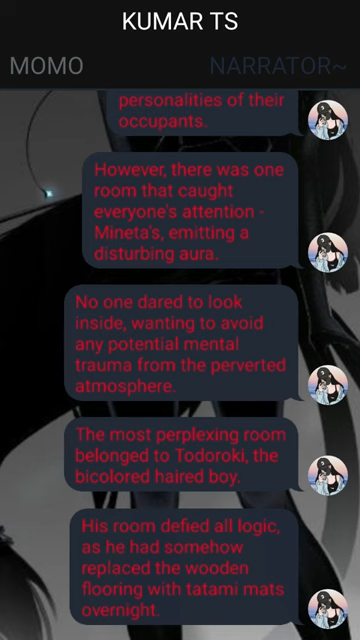 KUMAR TS
MOMO
NARRATOR~
personalities of their
occupants.
However, there was one
room that caught
everyone's attention -
Mineta's, emitting a
disturbing aura.
No one dared to look
inside, wanting to avoid
any potential mental
trauma from the perverted
atmosphere.
The most perplexing room
belonged to Todoroki, the
bicolored haired boy.
His room defied all logic,
as he had somehow
replaced the wooden
flooring with tatami mats
overnight.